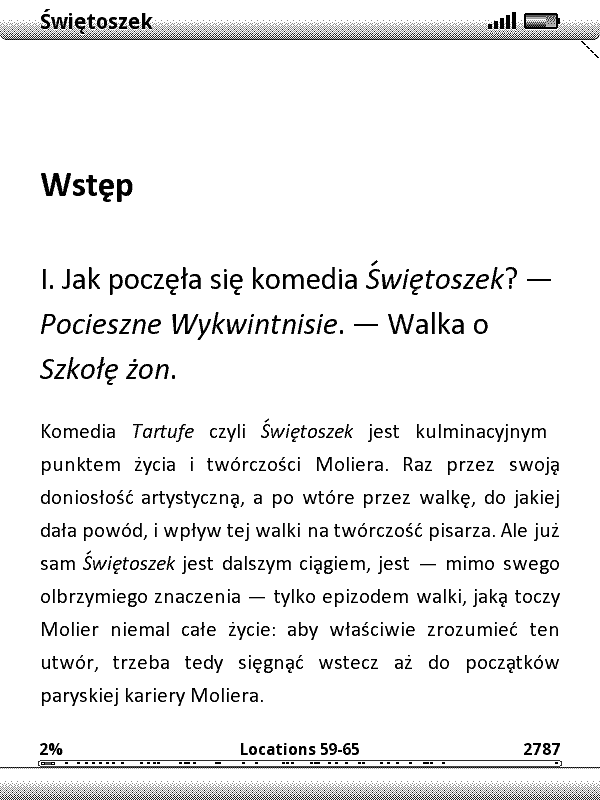 Świętoszek
Wstęp
I. Jak poczęła się komedia Świętoszek? —
Pocieszne Wykwintnisie. — Walka o
Szkołę żon.
Komedia Tartufe czyli Świętoszek jest kulminacyjnym
punktem życia i twórczości Moliera. Raz przez swoją
doniosłość artystyczną, a po wtóre przez walkę, do jakiej
dała powód, i wpływ tej walki na twórczość pisarza. Ale już
sam Świętoszek jest dalszym ciągiem, jest — mimo swego
olbrzymiego znaczenia — tylko epizodem walki, jaką toczy
Molier niemal całe życie: aby właściwie zrozumieć ten
utwór, trzeba tedy sięgnąć wstecz aż do początków
paryskiej kariery Moliera.
2% Locations 59-65 2787